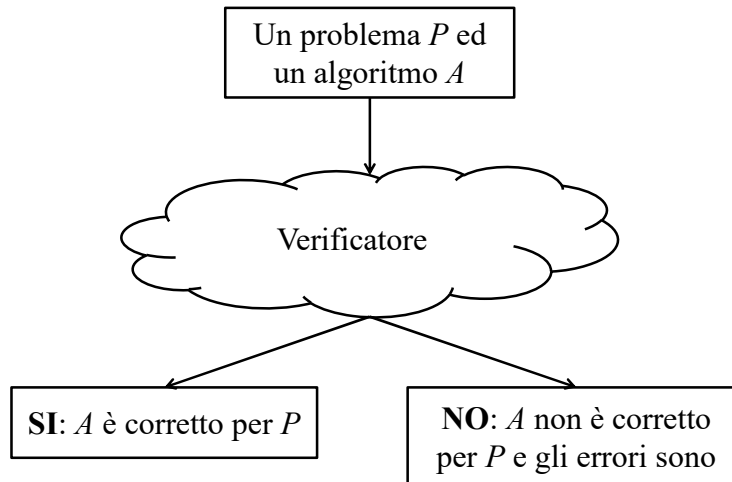 Un problema P ed
un algoritmo A
Verificatore
SI: A è corretto per P
NO: A non è corretto
per P e gli errori sono